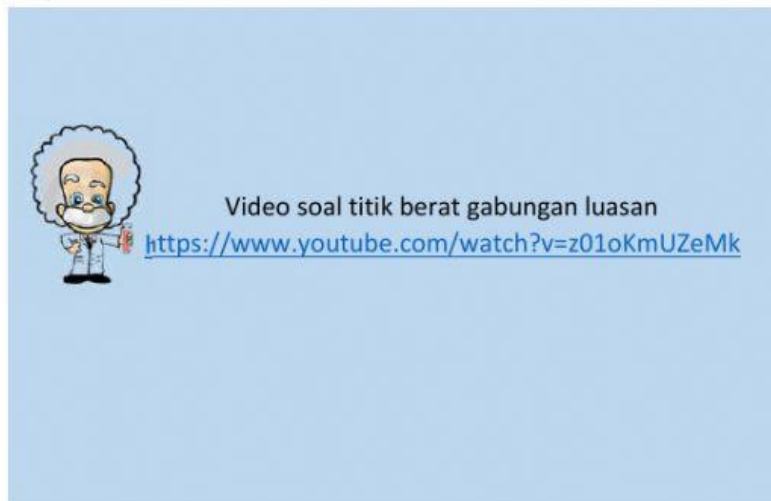 Video soal titik berat gabungan luasan
https://www.youtube.com/watch?v=z01oKmUZeMk